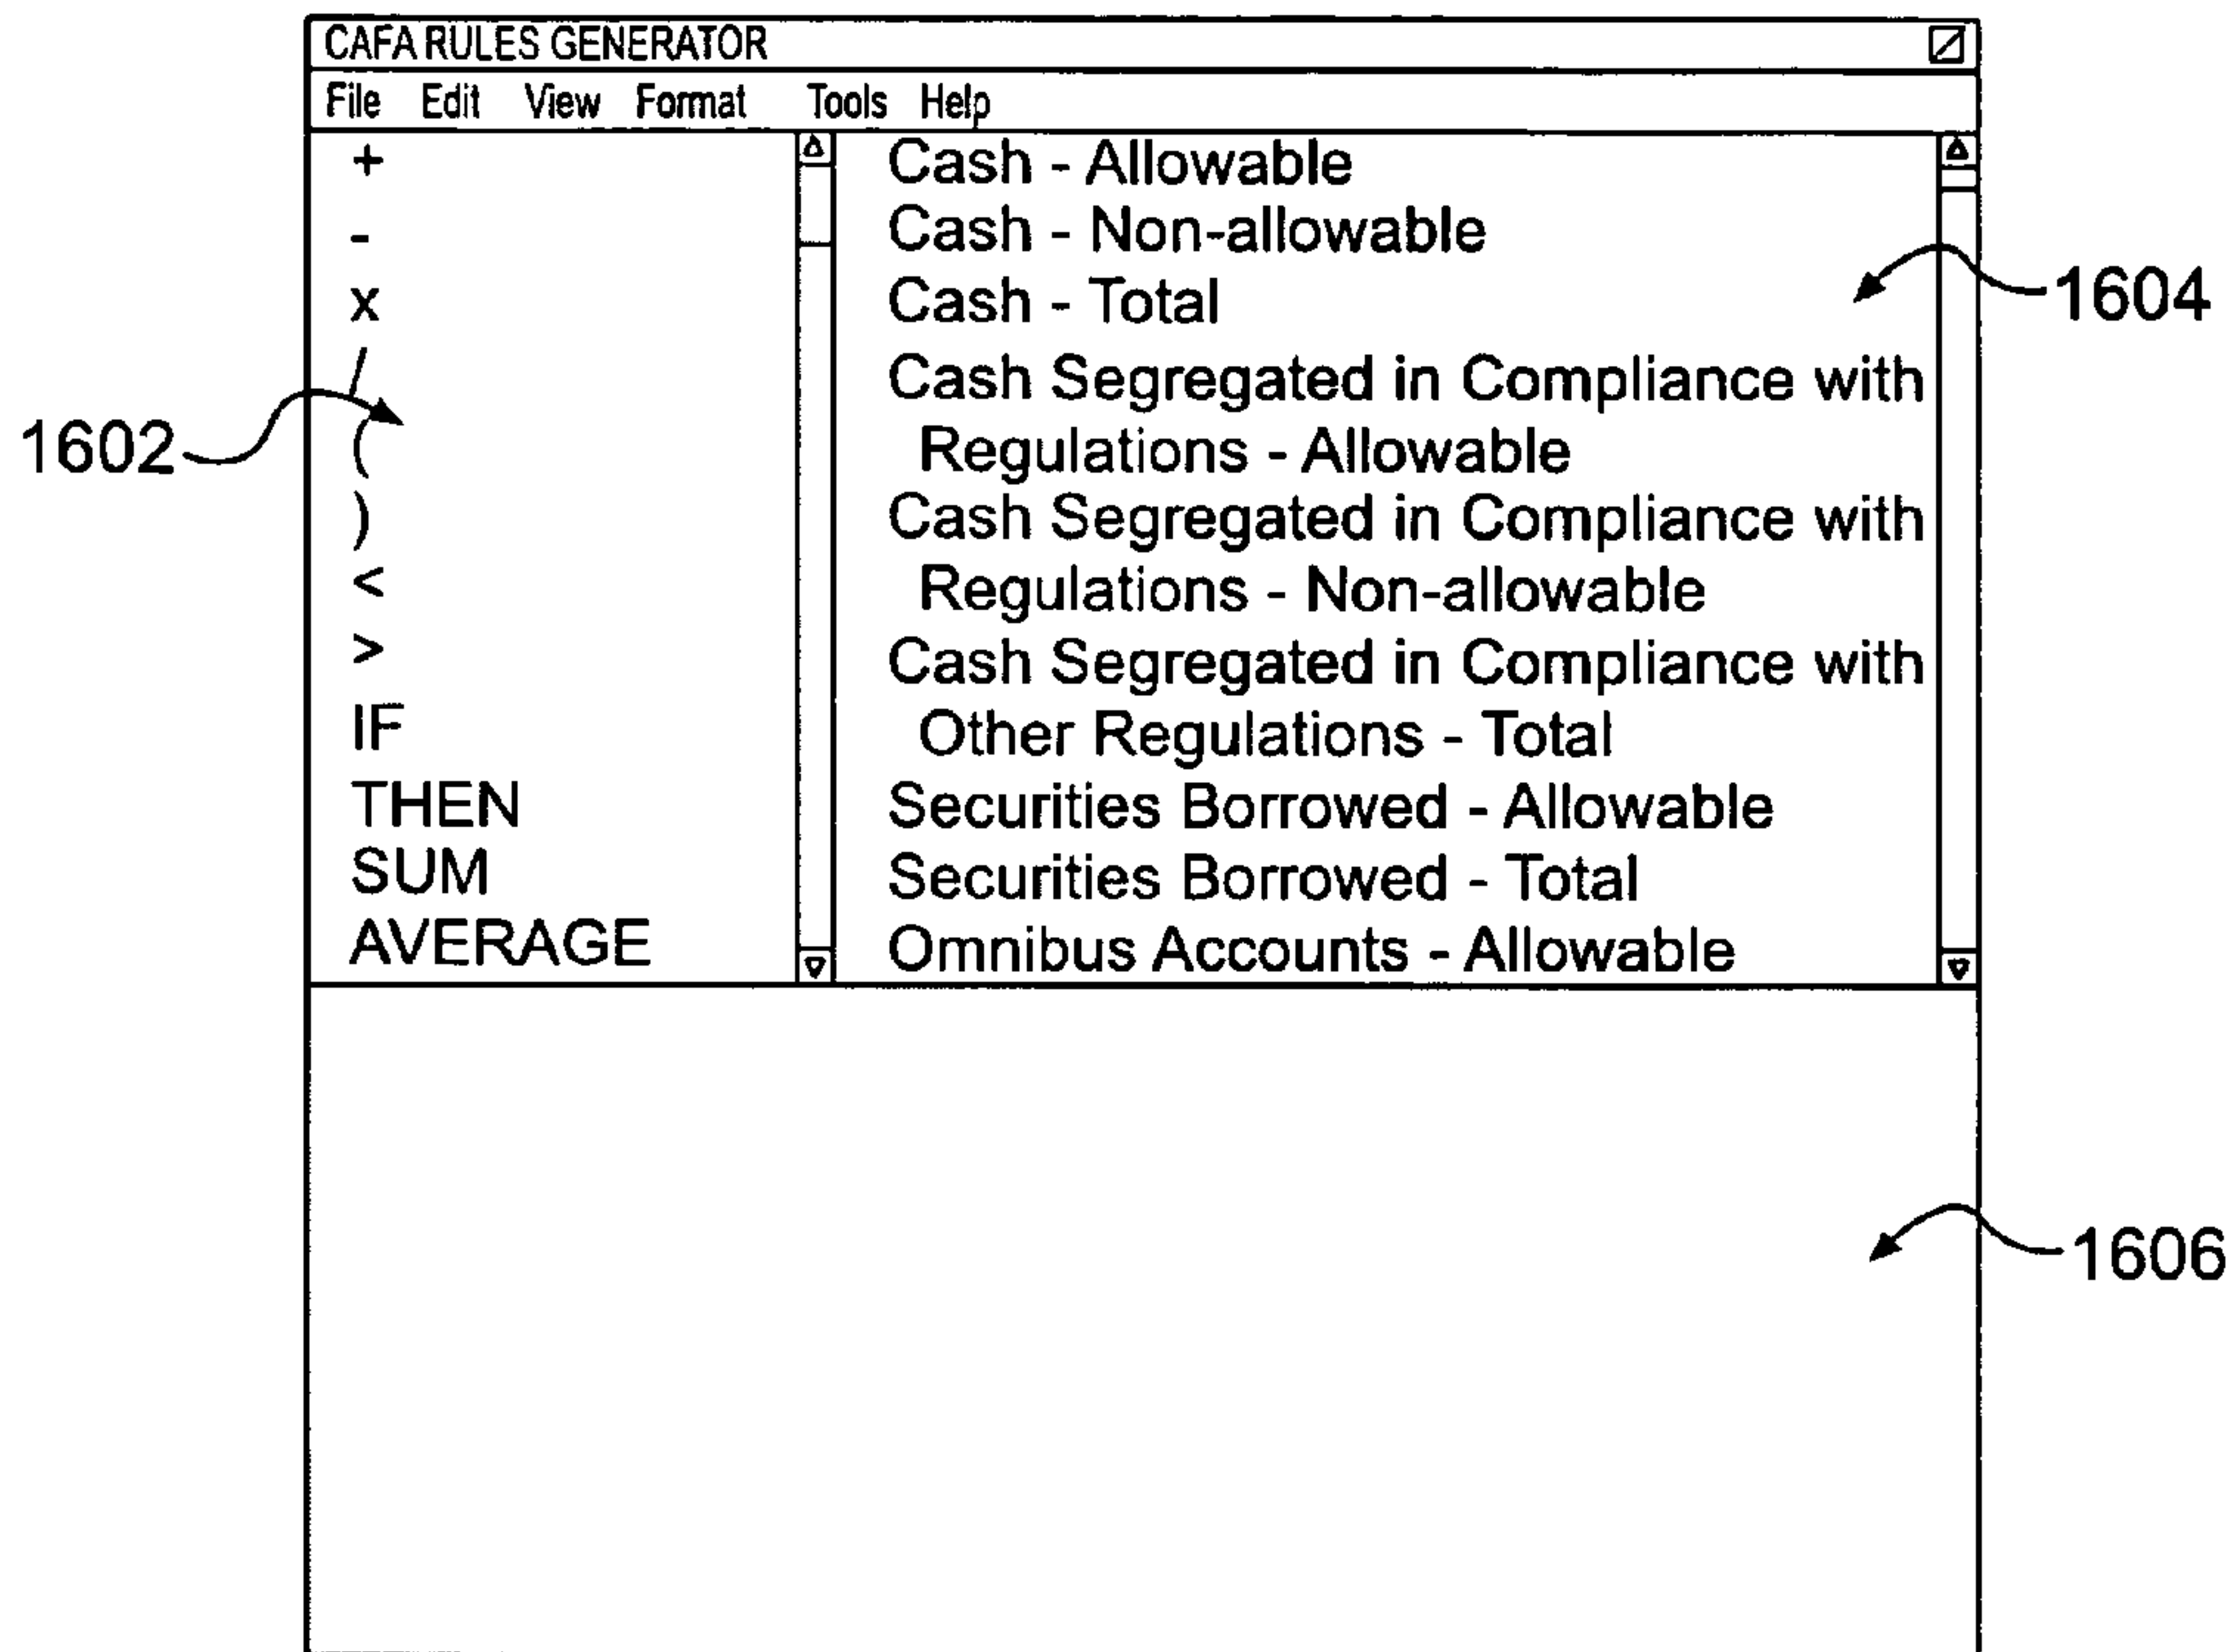 CAFA RULES GENERATOR
File Edit View Format Tools Help
+
-
x
/
(
)
<
>
IF
THEN
SUM
AVERAGE
Cash - Allowable
Cash - Non-allowable
Cash - Total
Cash Segregated in Compliance with
Regulations - Allowable
Cash Segregated in Compliance with
Regulations - Non-allowable
Cash Segregated in Compliance with
Other Regulations - Total
Securities Borrowed - Allowable
Securities Borrowed - Total
Omnibus Accounts - Allowable
1602
1604
1606